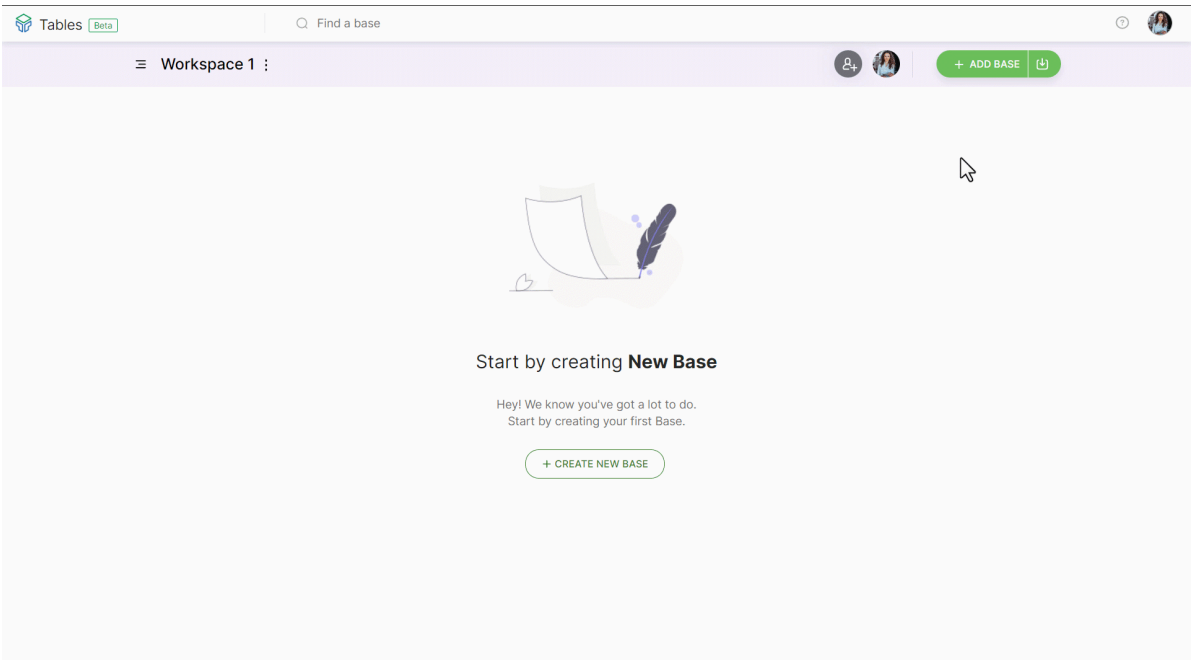 Tables Beta
Find a base
?
Workspace 1
+ ADD BASE
Start by creating New Base
Hey! We know you've got a lot to do.
Start by creating your first Base.
+ CREATE NEW BASE